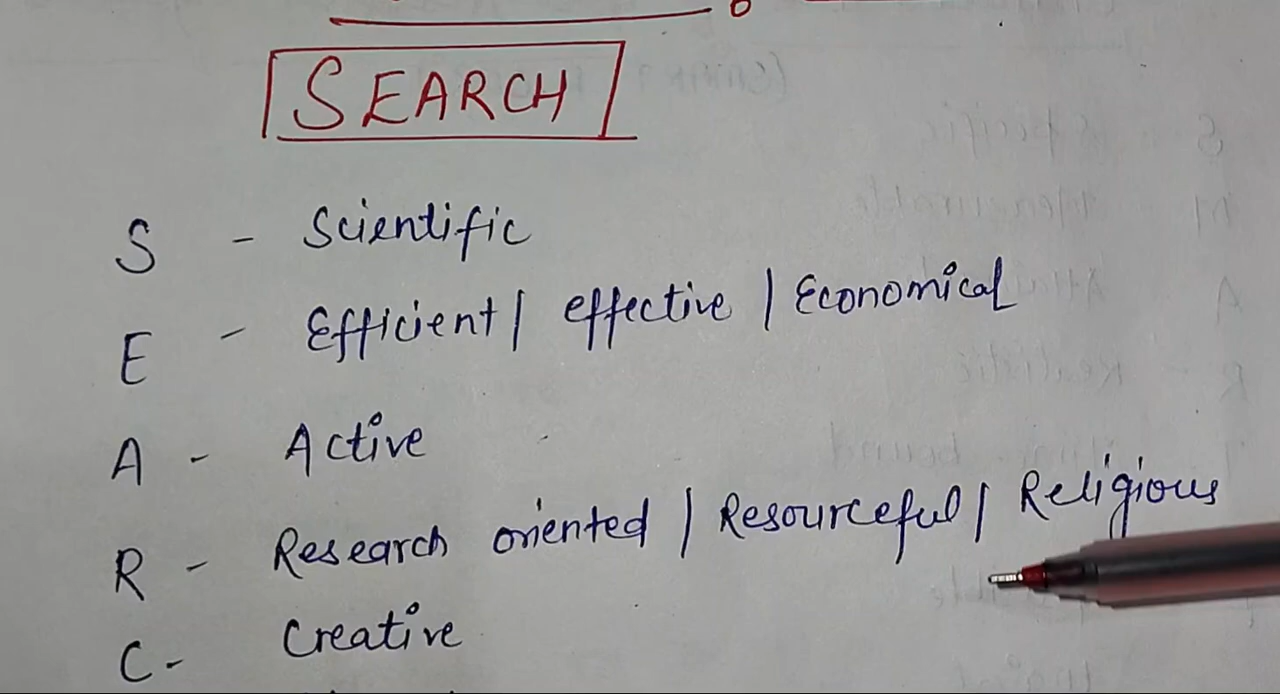 SEARCH
S - Scientific
E - Efficient / effective / Economical
A - Active
R - Research oriented / Resourceful / Religious
C - Creative